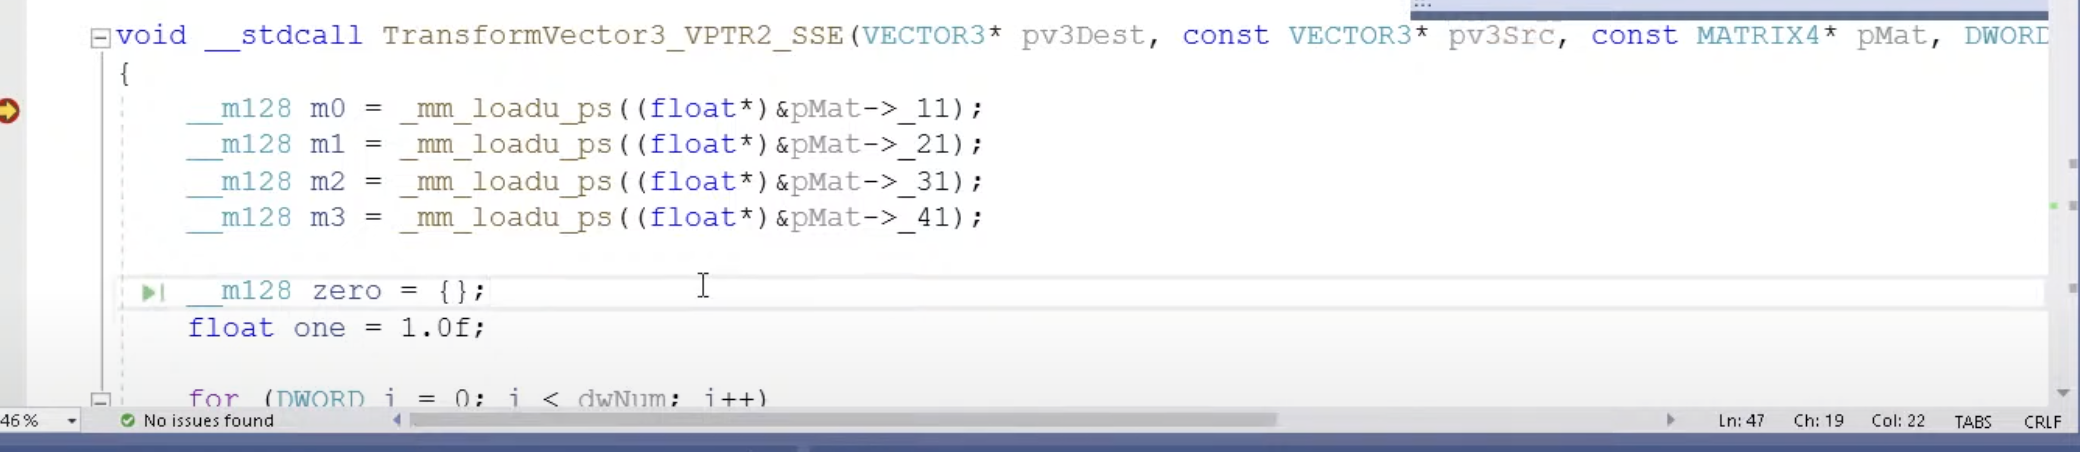 ...
void __stdcall TransformVector3_VPTR2_SSE(VECTOR3* pv3Dest, const VECTOR3* pv3Src, const MATRIX4* pMat, DWORD
{
__m128 m0 = _mm_loadu_ps((float*)&pMat->_11);
__m128 m1 = _mm_loadu_ps((float*)&pMat->_21);
__m128 m2 = _mm_loadu_ps((float*)&pMat->_31);
__m128 m3 = _mm_loadu_ps((float*)&pMat->_41);
__m128 zero = {};
float one = 1.0f;
for (DWORD i = 0; i < dwNum; i++)
46% No issues found Ln: 47 Ch: 19 Col: 22 TABS CRLF